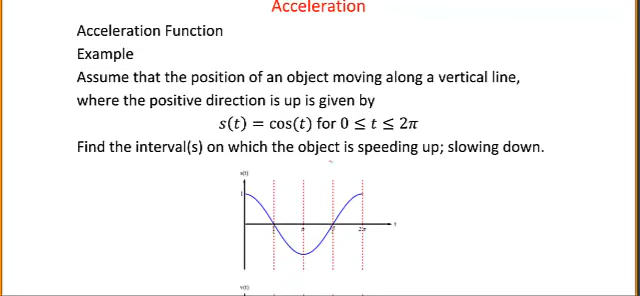 Acceleration
Acceleration Function
Example
Assume that the position of an object moving along a vertical line,
where the positive direction is up is given by
s(t) = cos(t) for 0 ≤ t ≤ 2π
Find the interval(s) on which the object is speeding up; slowing down.
s(t)
1
π
2π
t
v(t)